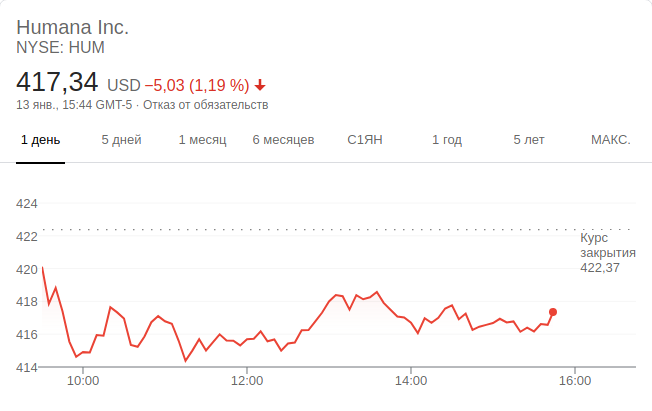 Humana Inc.
NYSE: HUM
417,34 USD −5,03 (1,19 %)
13 янв., 15:44 GMT-5 · Отказ от обязательств
1 день 5 дней 1 месяц 6 месяцев С1ЯН 1 год 5 лет МАКС.
424
422
Курс
закрытия
422,37
420
418
416
414
10:00 12:00 14:00 16:00